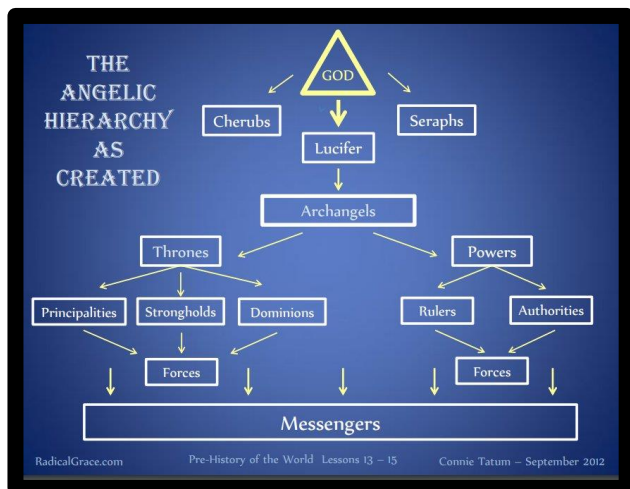 THE
ANGELIC
HIERARCHY
AS
CREATED
GOD
Cherubs
Seraphs
Lucifer
Archangels
Thrones
Powers
Principalities
Strongholds
Dominions
Rulers
Authorities
Forces
Forces
Messengers
RadicalGrace.com
Pre-History of the World Lessons 13 – 15
Connie Tatum – September 2012